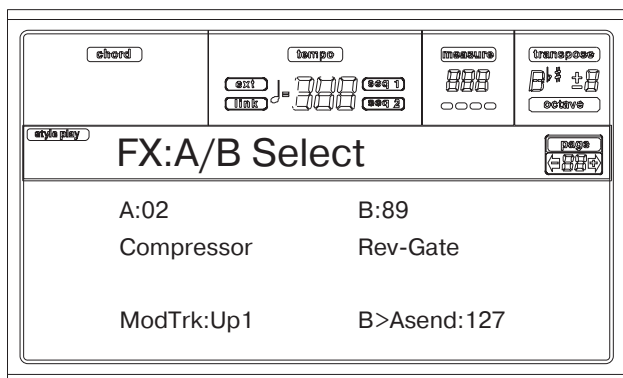 chord tempo measure transpose
ext seq 1
link seq 2
octave
style play FX:A/B Select page
A:02 B:89
Compressor Rev-Gate
ModTrk:Up1 B>Asend:127